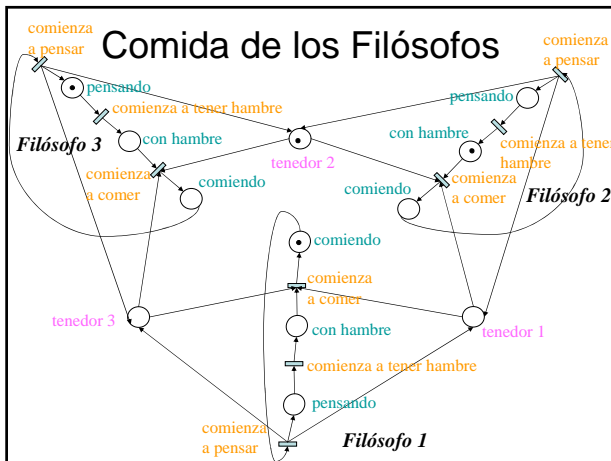 Comida de los Filósofos
comienza
a pensar
pensando
comienza a tener hambre
con hambre
Filósofo 3
comienza
a comer
comiendo
tenedor 2
comienza
a pensar
pensando
con hambre
comienza a tener
hambre
comienza
a comer
comiendo
Filósofo 2
comiendo
comienza
a comer
tenedor 3
con hambre
tenedor 1
comienza a tener hambre
pensando
comienza
a pensar
Filósofo 1